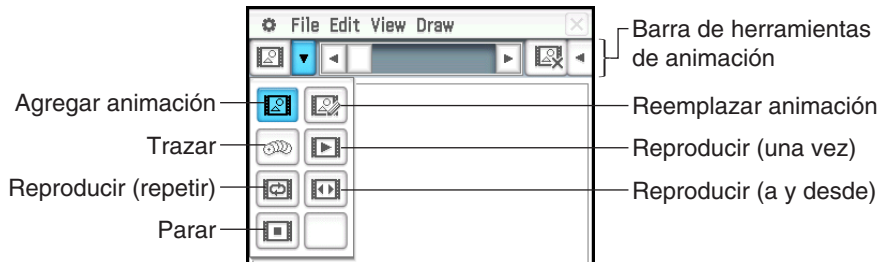 File Edit View Draw
Barra de herramientas
de animación
Agregar animación
Reemplazar animación
Trazar
Reproducir (una vez)
Reproducir (repetir)
Reproducir (a y desde)
Parar